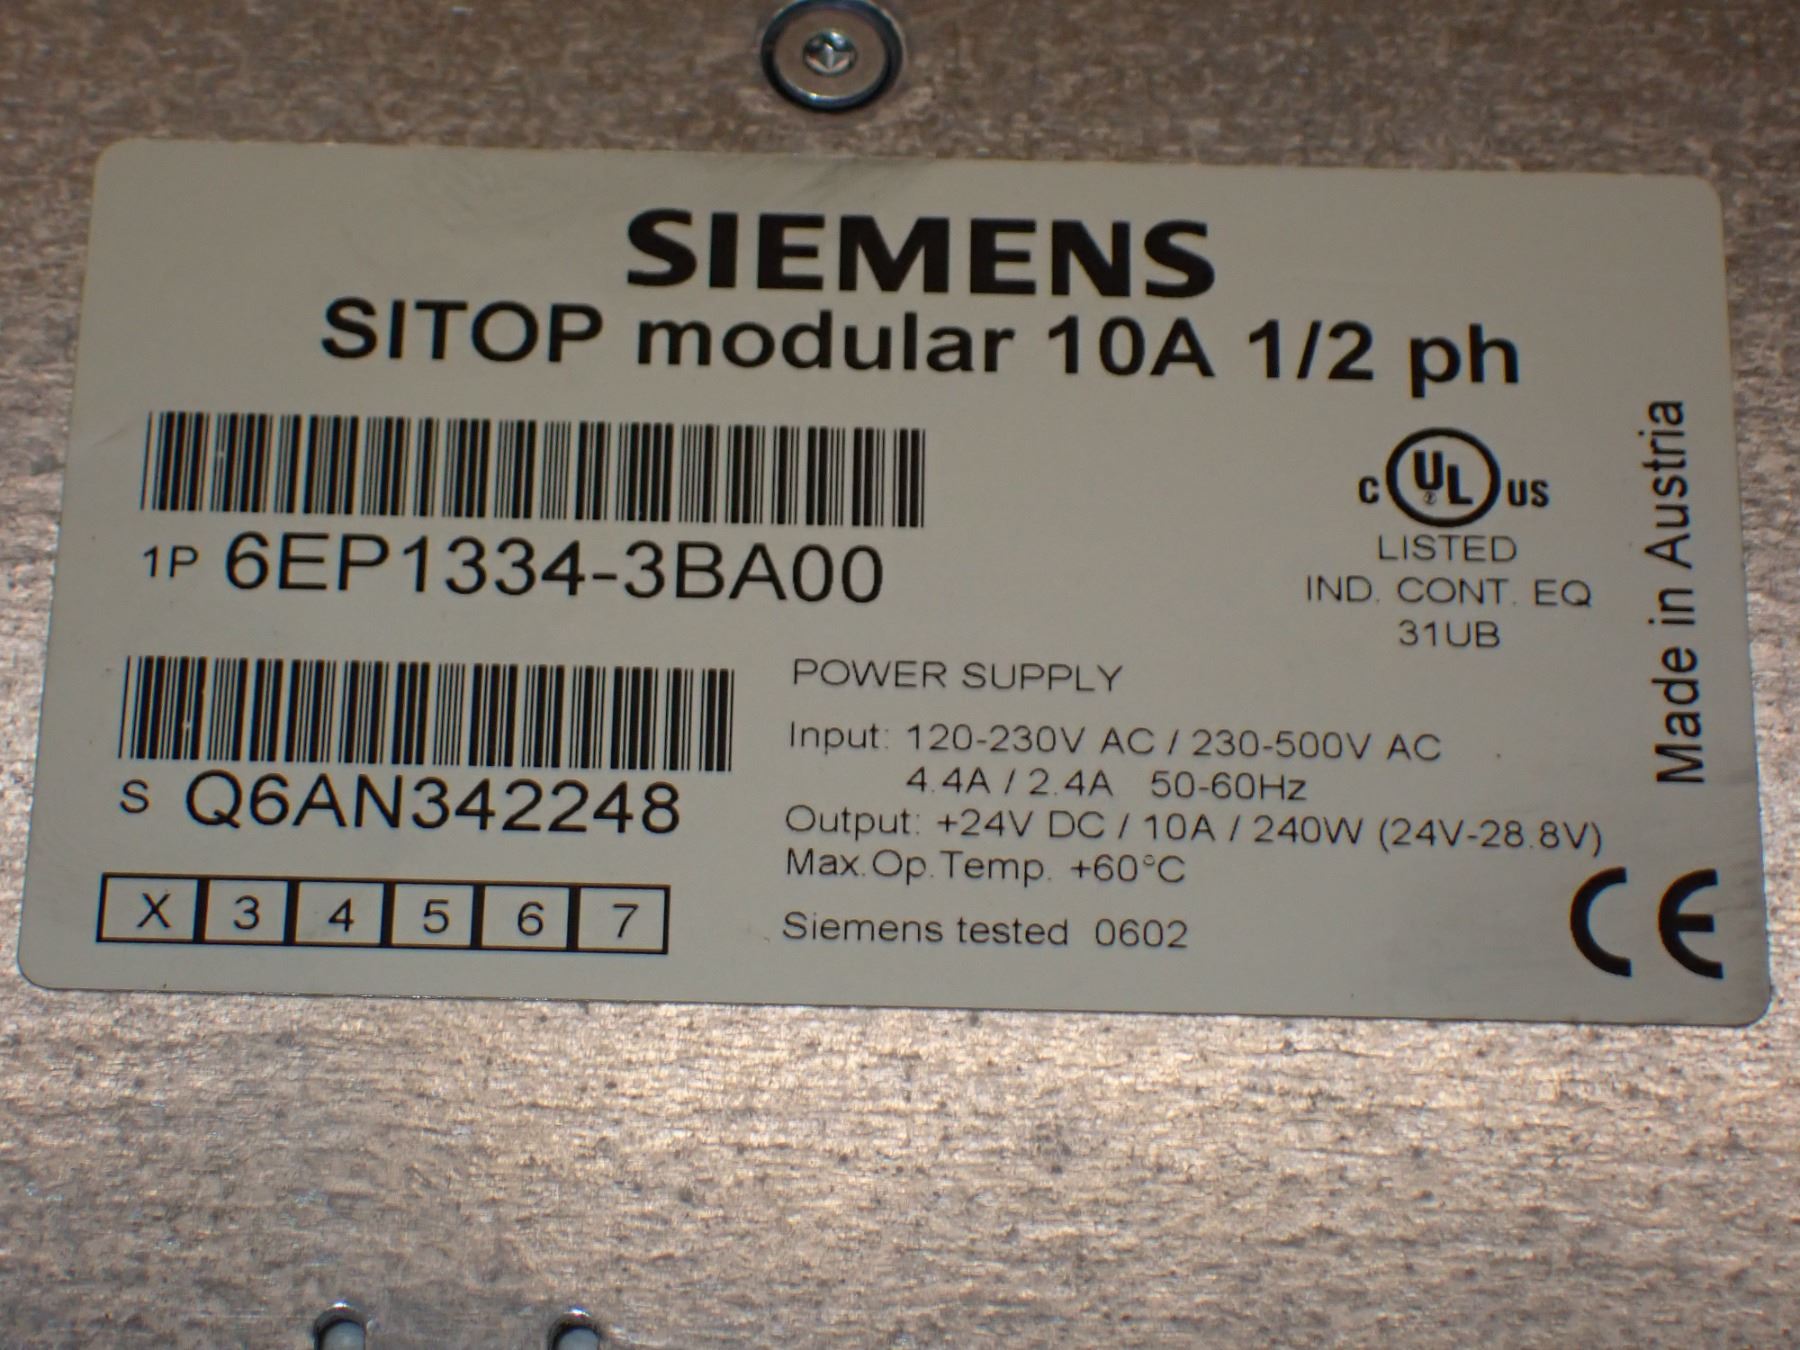 SIEMENS
SITOP modular 10A 1/2 ph
1P 6EP1334-3BA00
C UL US
LISTED
IND. CONT. EQ
31UB
Made in Austria
S Q6AN342248
X 3 4 5 6 7
POWER SUPPLY
Input: 120-230V AC / 230-500V AC
4.4A / 2.4A 50-60Hz
Output: +24V DC / 10A / 240W (24V-28.8V)
Max.Op.Temp. +60°C
Siemens tested 0602
CE